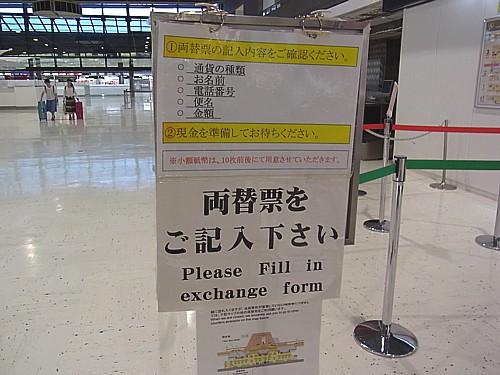 ①両替票の記入内容をご確認ください。
○ 通貨の種類
○ お名前
○ 電話番号
○ 便名
○ 金額
②現金を準備してお待ちください。
※小額紙幣は、10枚前後にて用意させていただきます。
両替票を
ご記入下さい
Please Fill in
exchange form